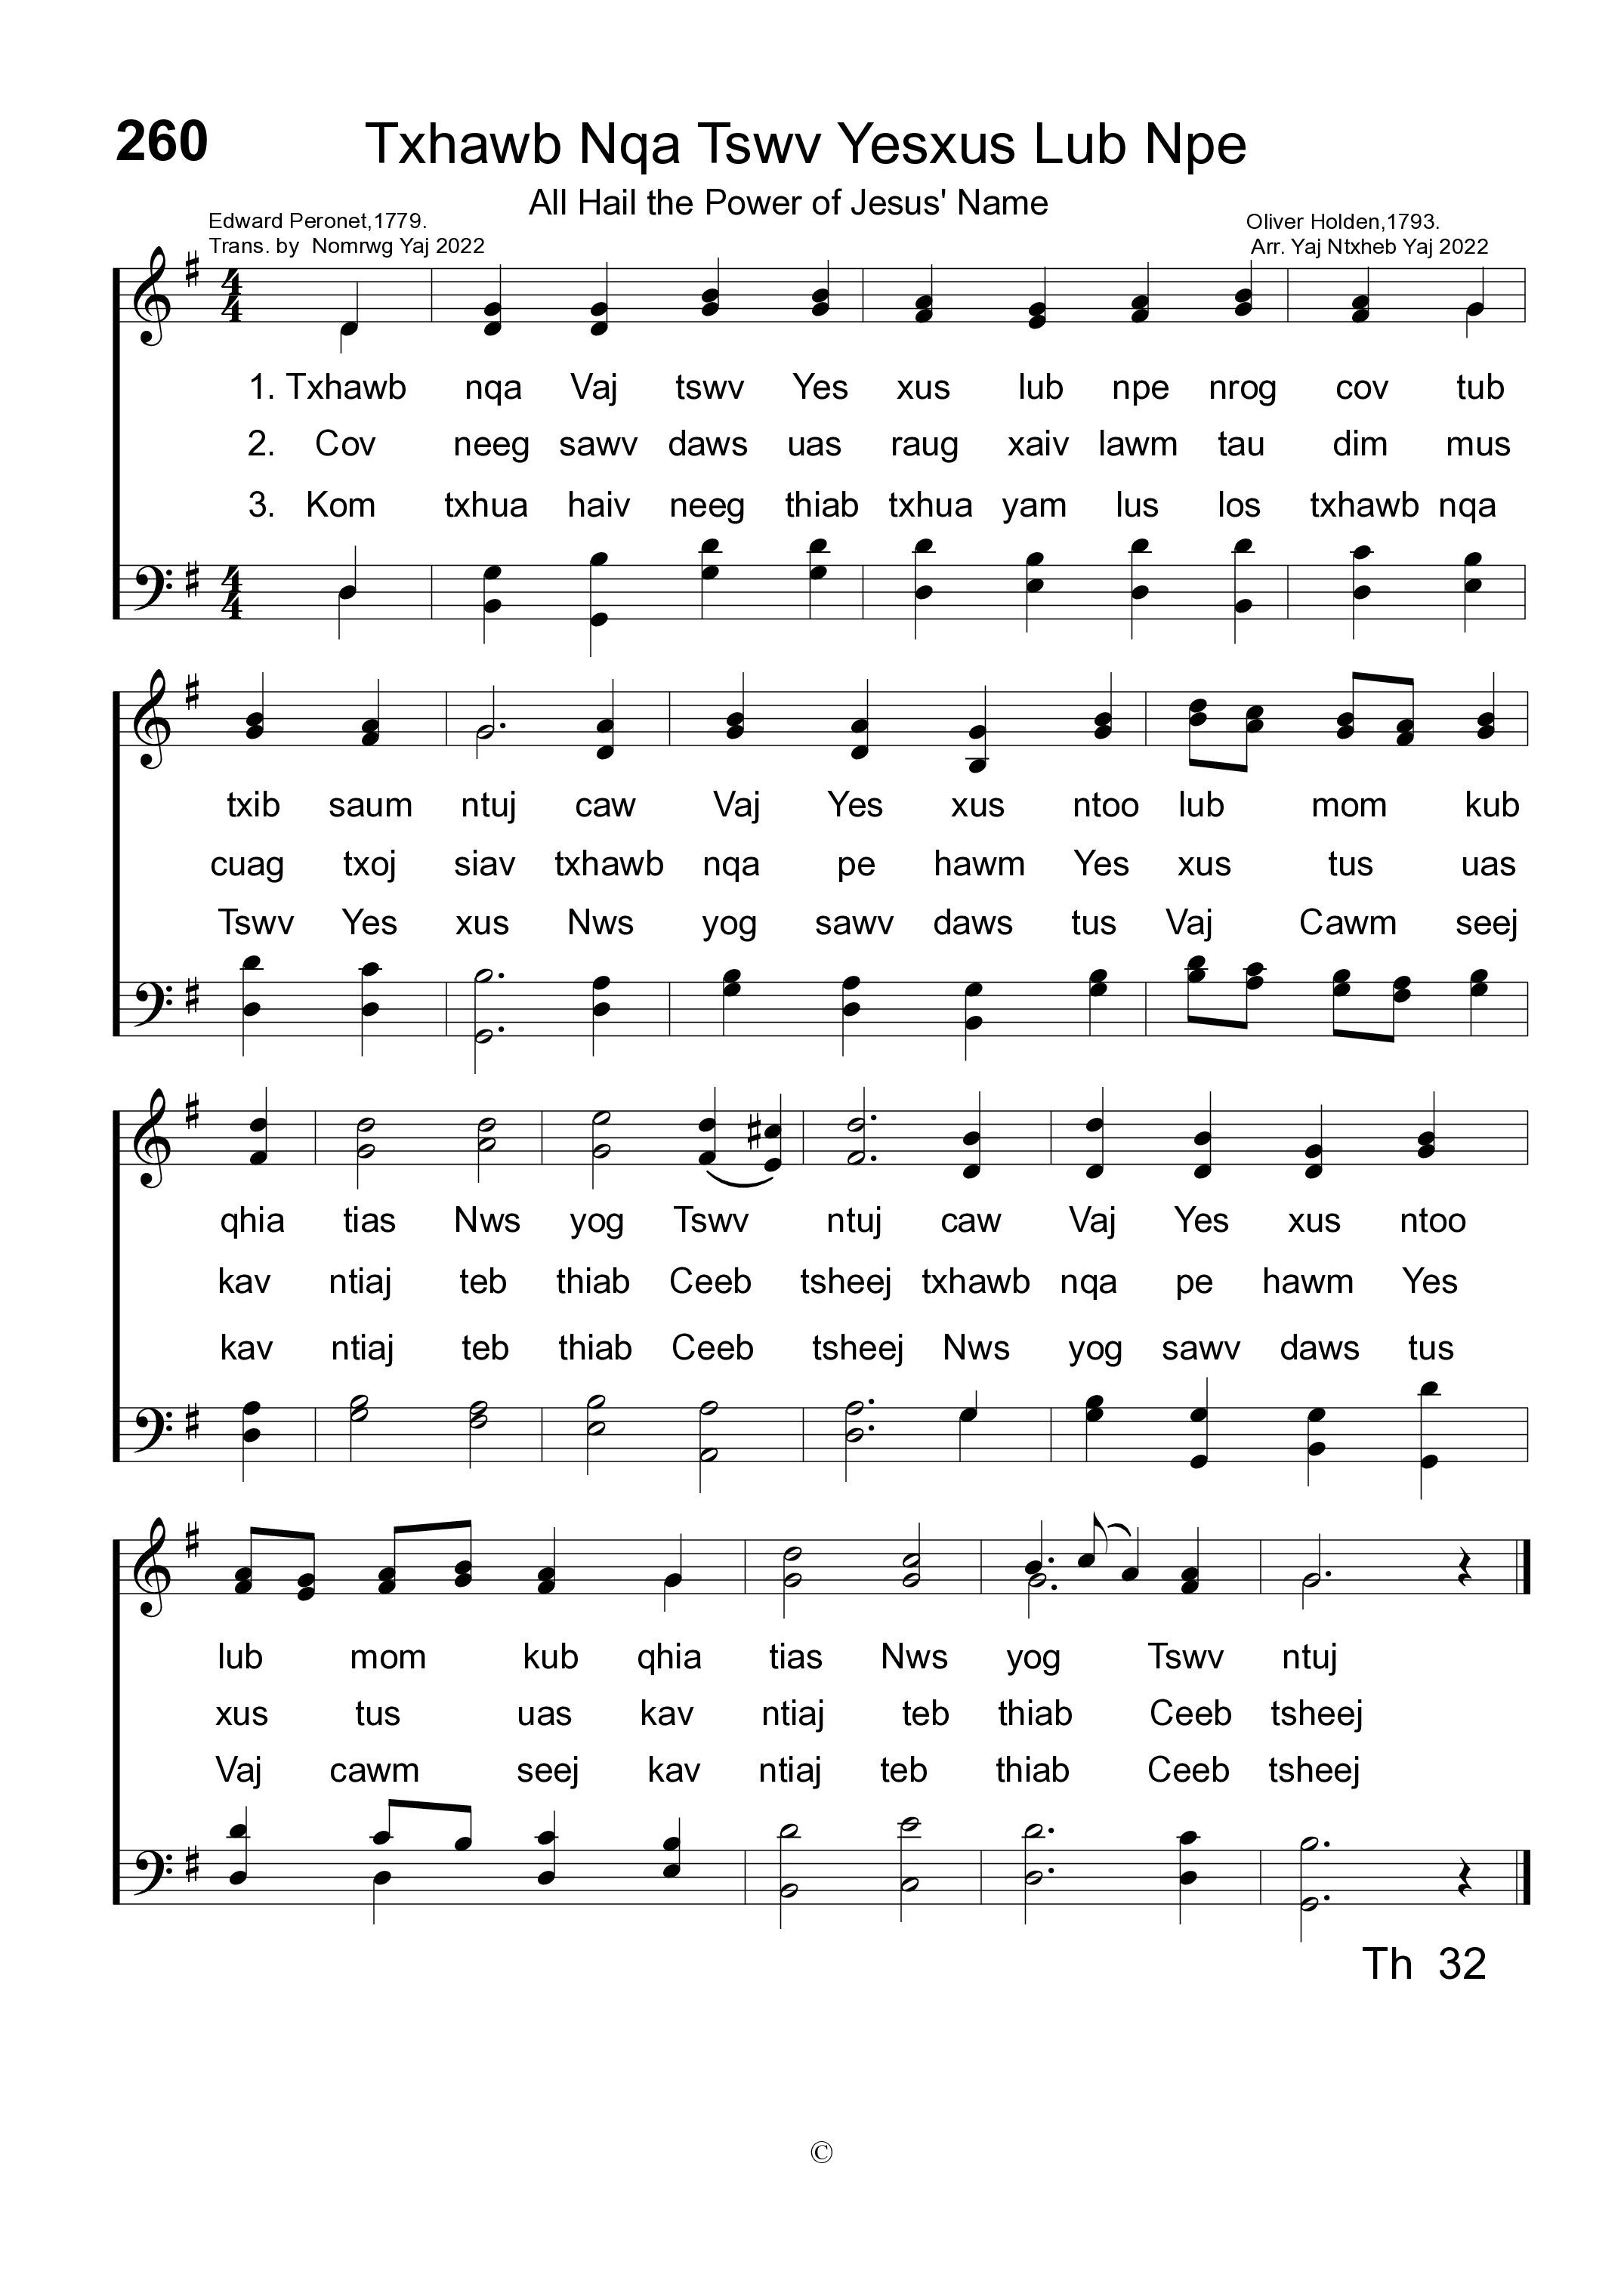 260 Txhawb Nqa Tswv Yesxus Lub Npe
All Hail the Power of Jesus' Name
Edward Peronet,1779. Oliver Holden,1793.
Trans. by Nomrwg Yaj 2022 Arr. Yaj Ntxheb Yaj 2022
1. Txhawb nqa Vaj tswv Yes xus lub npe nrog cov tub
2. Cov neeg sawv daws uas raug xaiv lawm tau dim mus
3. Kom txhua haiv neeg thiab txhua yam lus los txhawb nqa
txib saum ntuj caw Vaj Yes xus ntoo lub mom kub
cuag txoj siav txhawb nqa pe hawm Yes xus tus uas
Tswv Yes xus Nws yog sawv daws tus Vaj Cawm seej
qhia tias Nws yog Tswv ntuj caw Vaj Yes xus ntoo
kav ntiaj teb thiab Ceeb tsheej txhawb nqa pe hawm Yes
kav ntiaj teb thiab Ceeb tsheej Nws yog sawv daws tus
lub mom kub qhia tias Nws yog Tswv ntuj
xus tus uas kav ntiaj teb thiab Ceeb tsheej
Vaj cawm seej kav ntiaj teb thiab Ceeb tsheej
Th 32
©